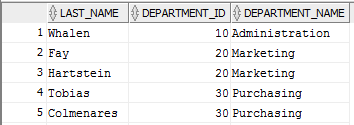 LAST_NAME DEPARTMENT_ID DEPARTMENT_NAME
1 Whalen 10 Administration
2 Fay 20 Marketing
3 Hartstein 20 Marketing
4 Tobias 30 Purchasing
5 Colmenares 30 Purchasing